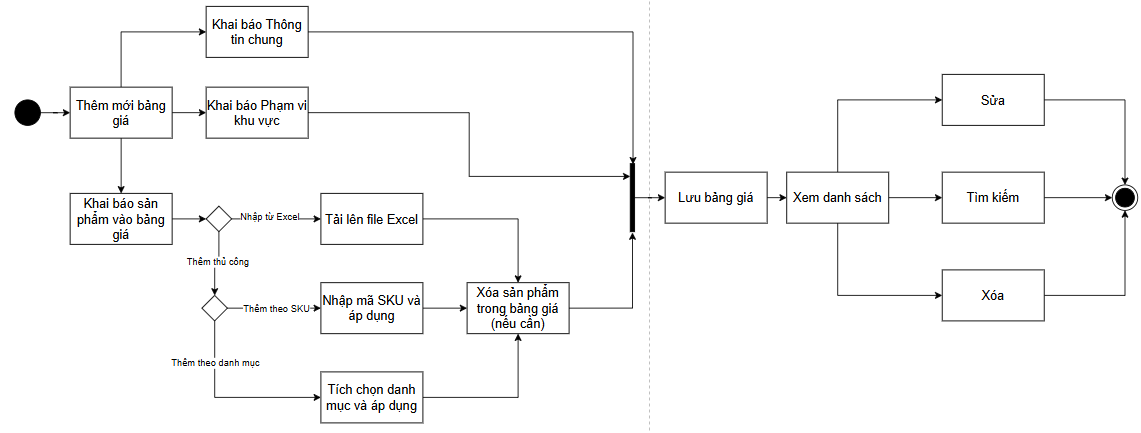 Khai báo Thông
tin chung
Thêm mới bảng
giá
Khai báo Phạm vi
khu vực
Khai báo sản
phẩm vào bảng
giá
Nhập từ Excel
Tải lên file Excel
Thêm thủ công
Thêm theo SKU
Nhập mã SKU và
áp dụng
Xóa sản phẩm
trong bảng giá
(nếu cần)
Thêm theo danh mục
Tích chọn danh
mục và áp dụng
Lưu bảng giá
Xem danh sách
Sửa
Tìm kiếm
Xóa